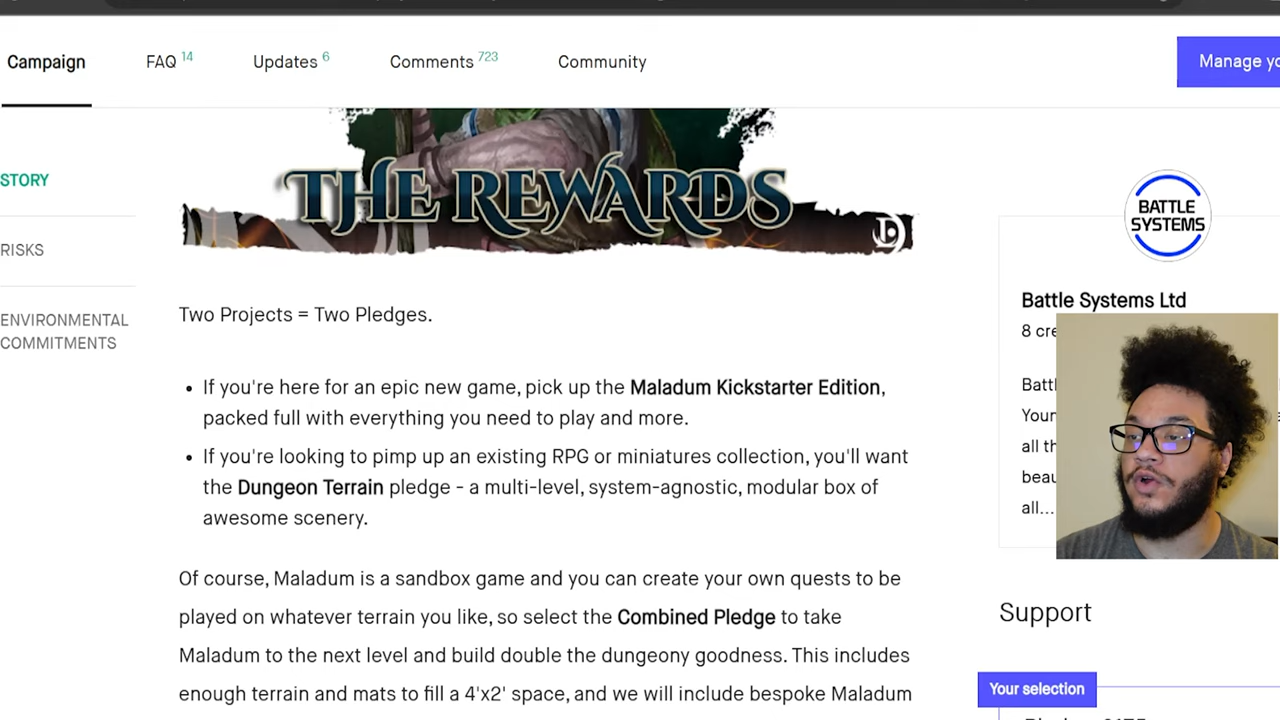 Campaign
FAQ 14
Updates 6
Comments 723
Community
Manage yo
STORY
RISKS
ENVIRONMENTAL
COMMITMENTS
THE REWARDS
Two Projects = Two Pledges.
• If you're here for an epic new game, pick up the Maladum Kickstarter Edition,
packed full with everything you need to play and more.
• If you're looking to pimp up an existing RPG or miniatures collection, you'll want
the Dungeon Terrain pledge - a multi-level, system-agnostic, modular box of
awesome scenery.
Of course, Maladum is a sandbox game and you can create your own quests to be
played on whatever terrain you like, so select the Combined Pledge to take
Maladum to the next level and build double the dungeony goodness. This includes
enough terrain and mats to fill a 4'x2' space, and we will include bespoke Maladum
BATTLE
SYSTEMS
Battle Systems Ltd
8 cre
Battl
Your
all th
beau
all...
Support
Your selection